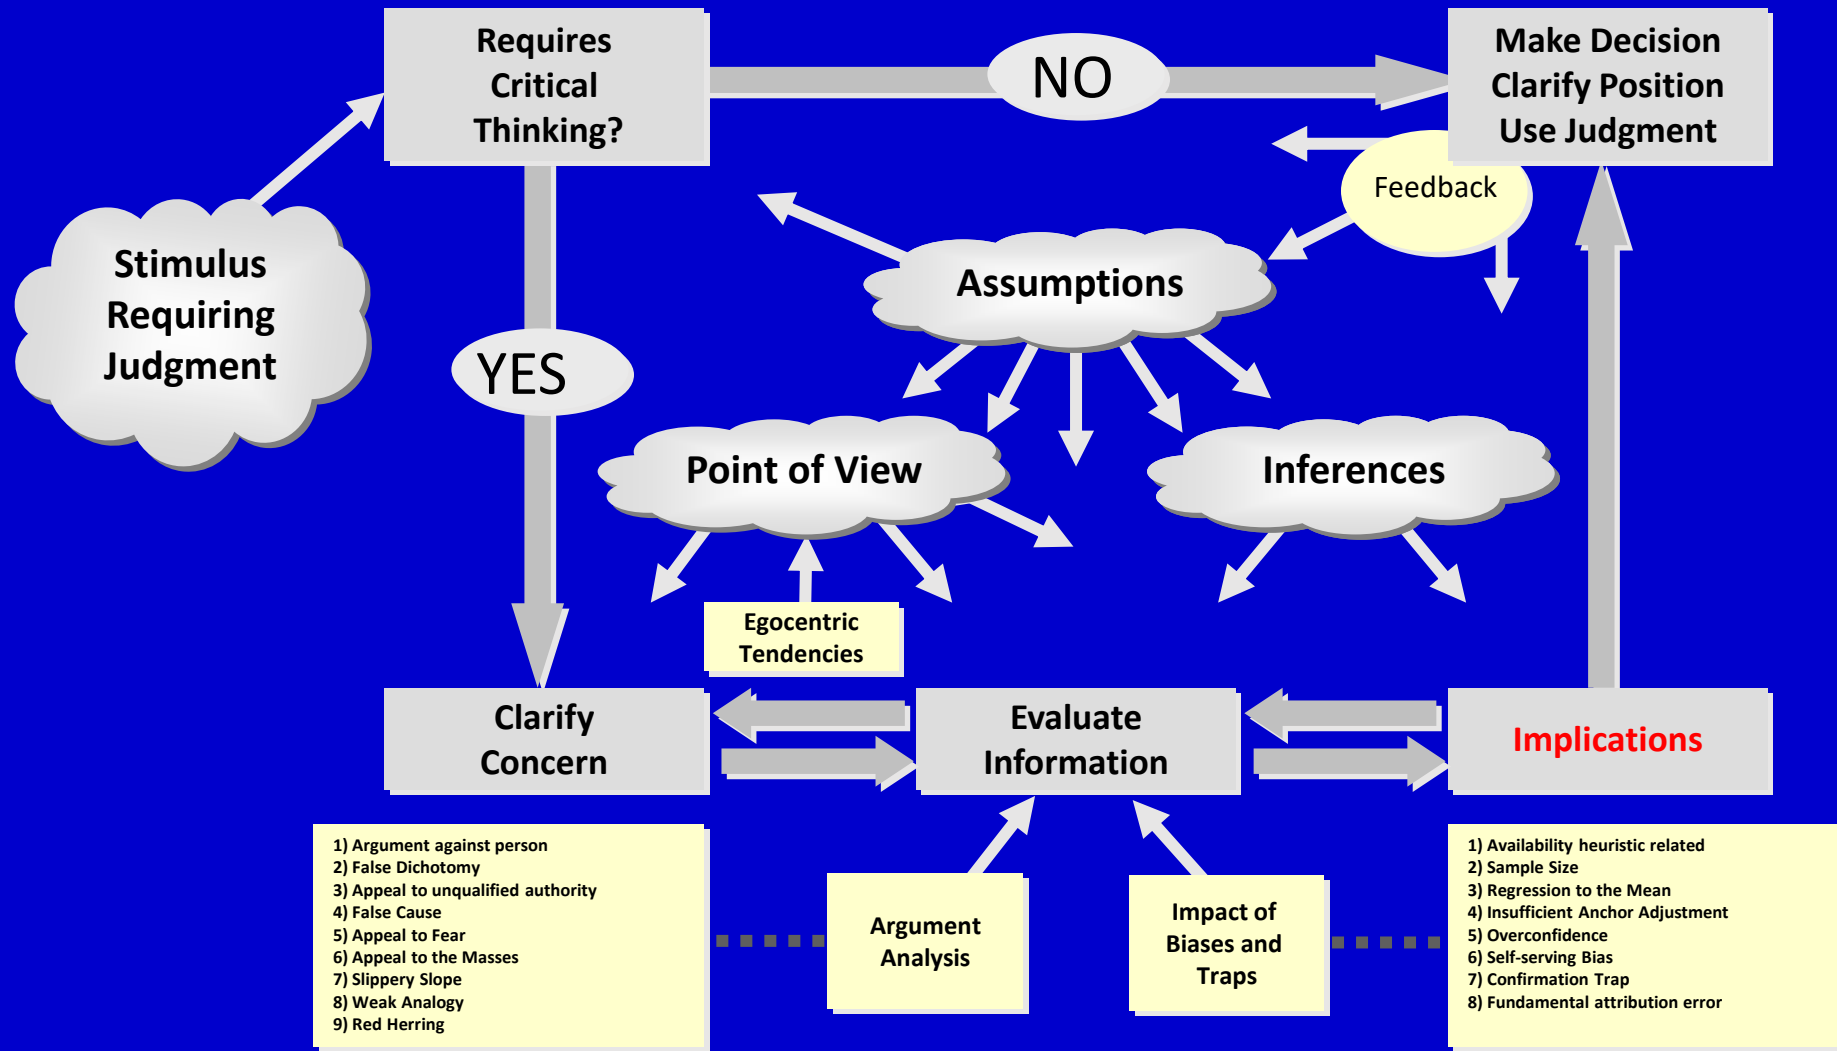 Requires
Critical
Thinking?
NO
Make Decision
Clarify Position
Use Judgment
Feedback
Stimulus
Requiring
Judgment
Assumptions
YES
Point of View
Inferences
Egocentric
Tendencies
Clarify
Concern
Evaluate
Information
Implications
1) Argument against person
2) False Dichotomy
3) Appeal to unqualified authority
4) False Cause
5) Appeal to Fear
6) Appeal to the Masses
7) Slippery Slope
8) Weak Analogy
9) Red Herring
Argument
Analysis
Impact of
Biases and
Traps
1) Availability heuristic related
2) Sample Size
3) Regression to the Mean
4) Insufficient Anchor Adjustment
5) Overconfidence
6) Self-serving Bias
7) Confirmation Trap
8) Fundamental attribution error